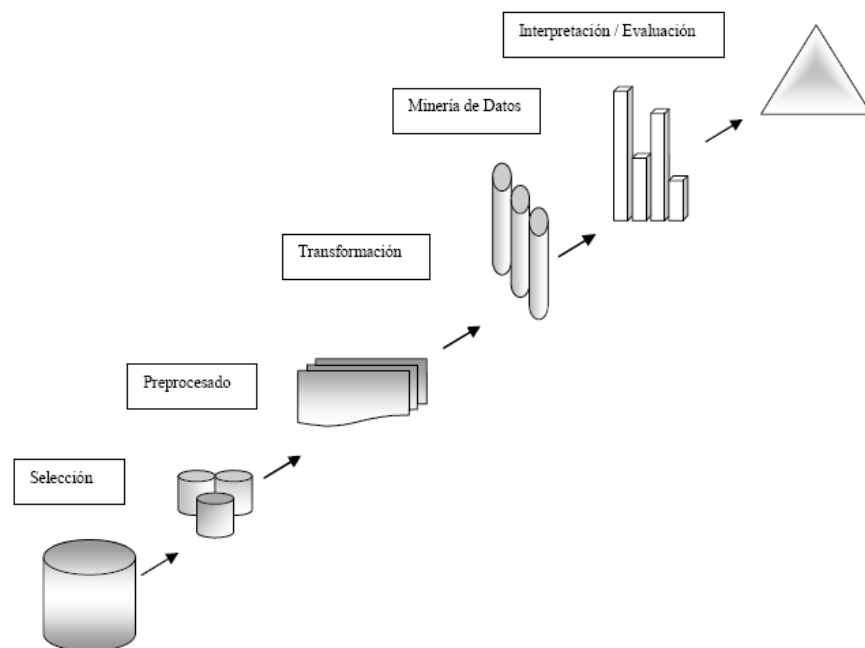 Interpretación / Evaluación
Minería de Datos
Transformación
Preprocesado
Selección